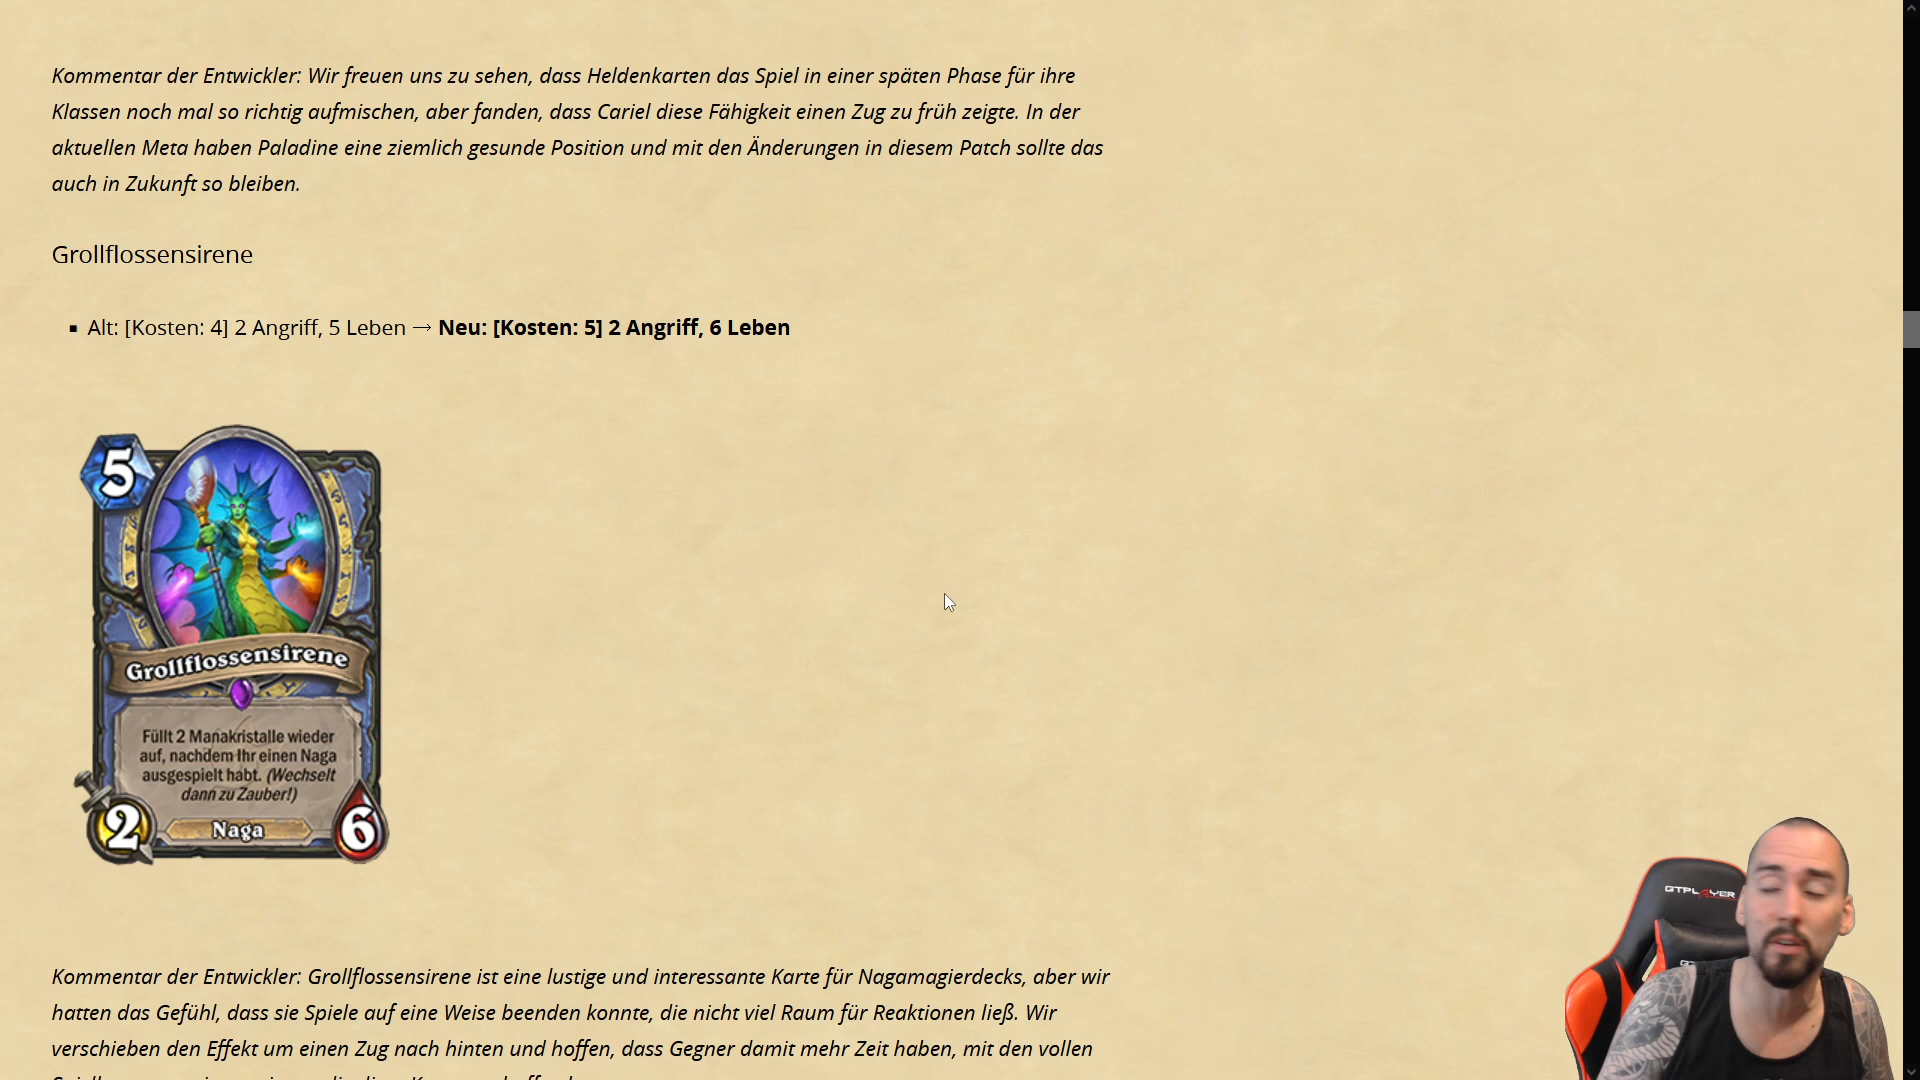 Kommentar der Entwickler: Wir freuen uns zu sehen, dass Heldenkarten das Spiel in einer späten Phase für ihre
Klassen noch mal so richtig aufmischen, aber fanden, dass Cariel diese Fähigkeit einen Zug zu früh zeigte. In der
aktuellen Meta haben Paladine eine ziemlich gesunde Position und mit den Änderungen in diesem Patch sollte das
auch in Zukunft so bleiben.
Grollflossensirene
▪ Alt: [Kosten: 4] 2 Angriff, 5 Leben → Neu: [Kosten: 5] 2 Angriff, 6 Leben
5
Grollflossensirene
Füllt 2 Manakristalle wieder
auf, nachdem Ihr einen Naga
ausgespielt habt. (Wechselt
dann zu Zauber!)
2 Naga 6
GTPLAYER
Kommentar der Entwickler: Grollflossensirene ist eine lustige und interessante Karte für Nagamagierdecks, aber wir
hatten das Gefühl, dass sie Spiele auf eine Weise beenden konnte, die nicht viel Raum für Reaktionen ließ. Wir
verschieben den Effekt um einen Zug nach hinten und hoffen, dass Gegner damit mehr Zeit haben, mit den vollen